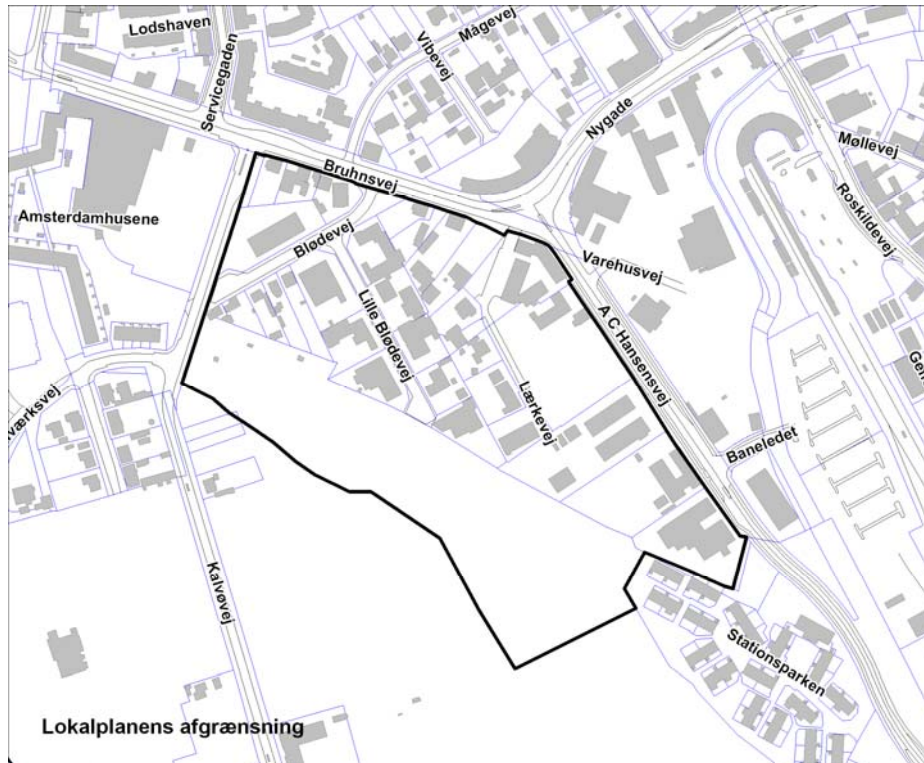 Lodshaven
Servicegaden
Vibevej
Mågevej
Nygade
Møllevej
Roskildevej
Bruhnsvej
Amsterdamhusene
Blødevej
Varehusvej
Lille Blødevej
A C Hansensvej
Lærkevej
Baneledet
Kalvøvej
Stationsparken
Lokalplanens afgrænsning